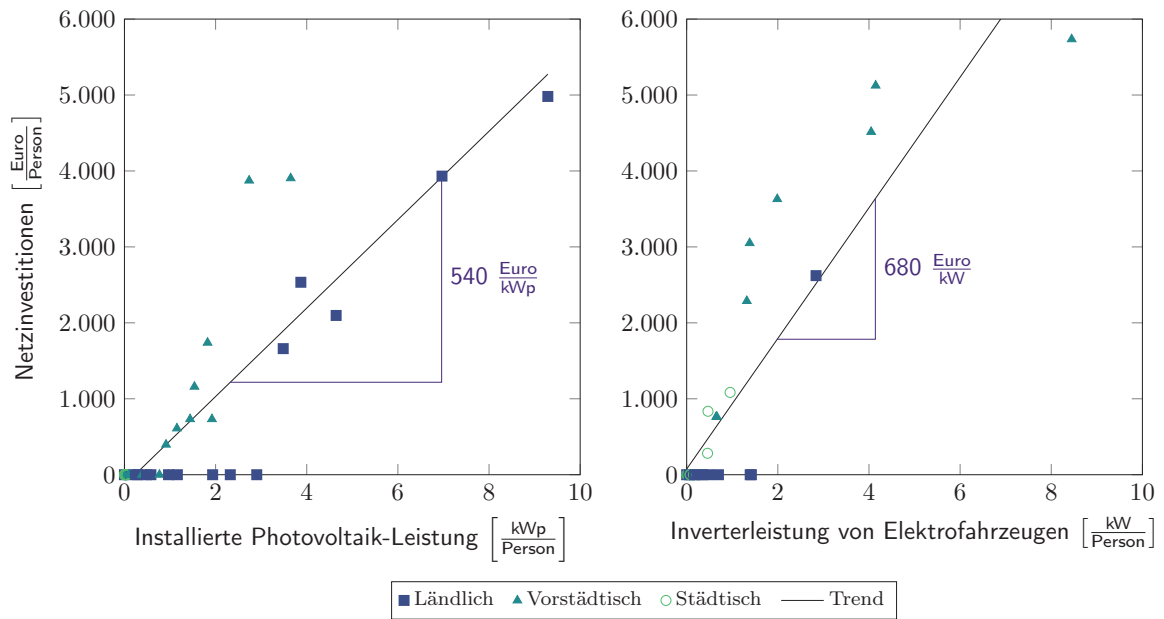 Netzinvestitionen [Euro/Person]
6.000
5.000
4.000
3.000
2.000
1.000
0
0 2 4 6 8 10
540 Euro/kWp
Installierte Photovoltaik-Leistung [kWp/Person]
6.000
5.000
4.000
3.000
2.000
1.000
0
0 2 4 6 8 10
680 Euro/kW
Inverterleistung von Elektrofahrzeugen [kW/Person]
Ländlich Vorstädtisch Städtisch Trend